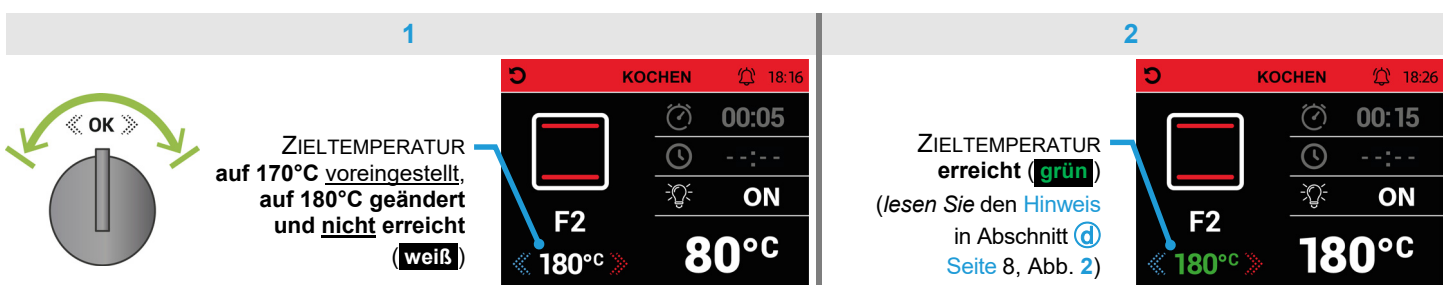 1
OK
ZIELTEMPERATUR
auf 170°C voreingestellt,
auf 180°C geändert
und nicht erreicht
(weiß)
KOCHEN 18:16
00:05
--:--
ON
F2
180°C
80°C
2
ZIELTEMPERATUR
erreicht (grün)
(lesen Sie den Hinweis
in Abschnitt d
Seite 8, Abb. 2)
KOCHEN 18:26
00:15
--:--
ON
F2
180°C
180°C